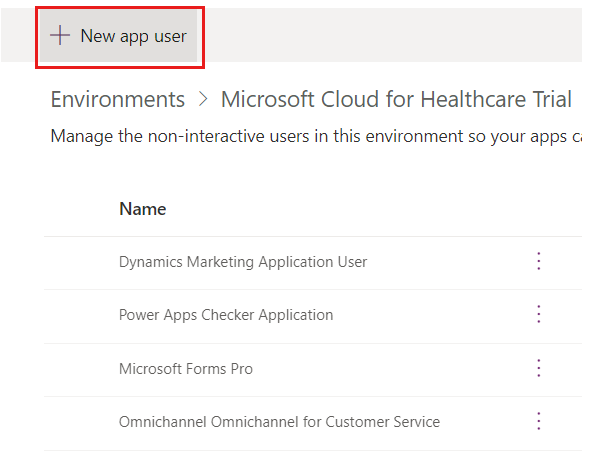 New app user
Environments > Microsoft Cloud for Healthcare Trial
Manage the non-interactive users in this environment so your apps ca
Name
Dynamics Marketing Application User
Power Apps Checker Application
Microsoft Forms Pro
Omnichannel Omnichannel for Customer Service